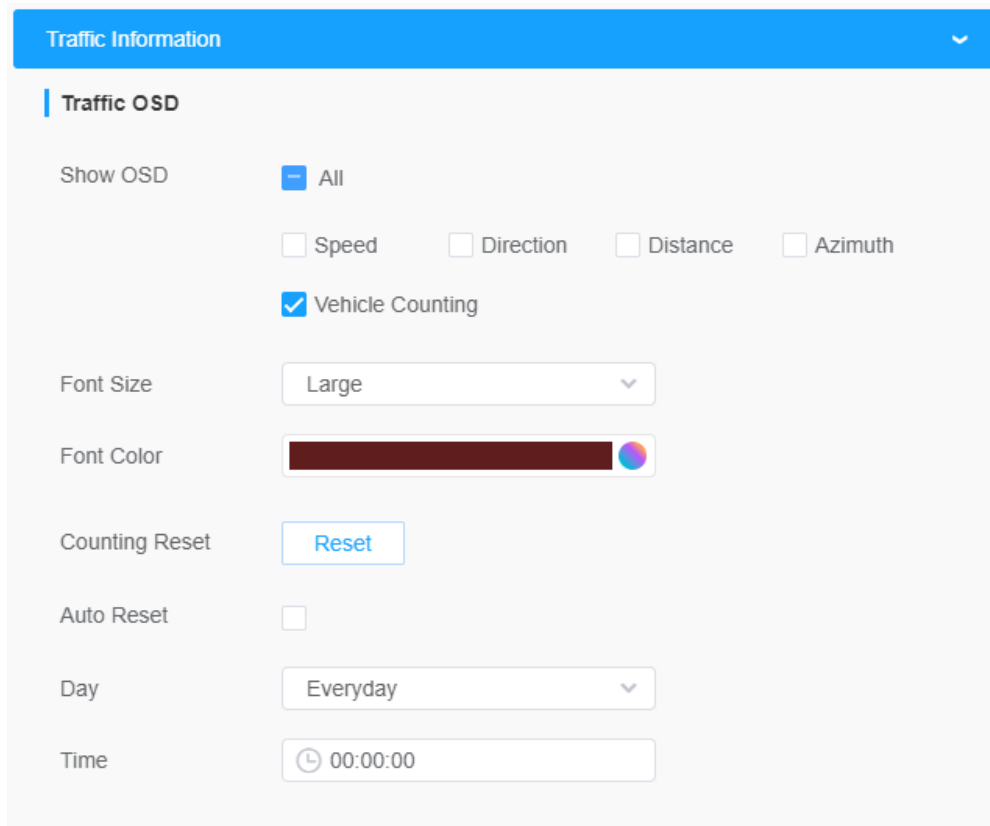 Traffic Information
Traffic OSD
Show OSD All
Speed Direction Distance Azimuth
Vehicle Counting
Font Size Large
Font Color
Counting Reset Reset
Auto Reset
Day Everyday
Time 00:00:00